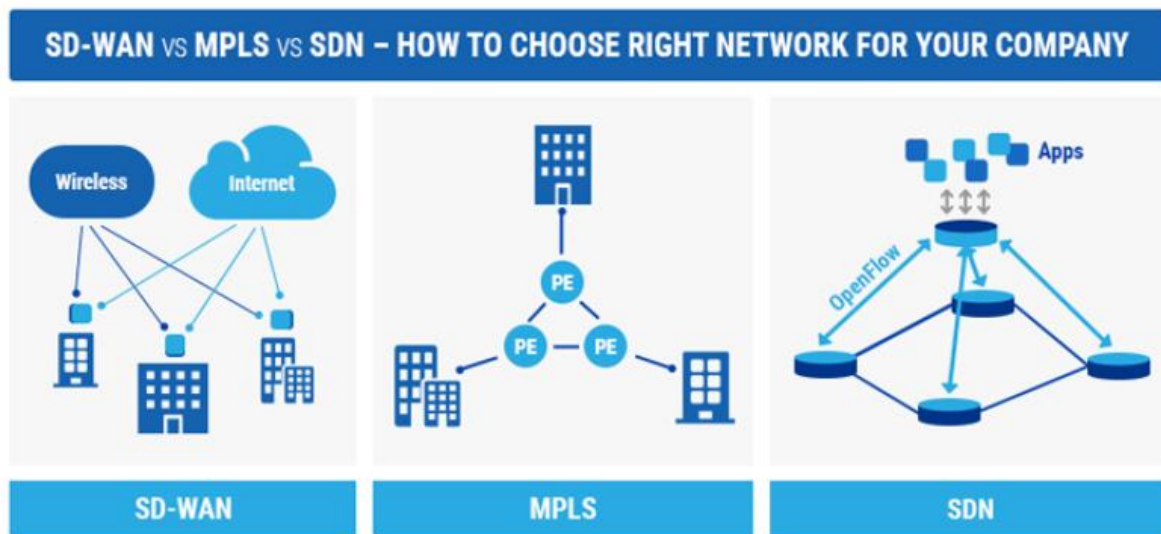 SD-WAN VS MPLS VS SDN – HOW TO CHOOSE RIGHT NETWORK FOR YOUR COMPANY
Wireless
Internet
PE
PE
PE
Apps
OpenFlow
SD-WAN
MPLS
SDN